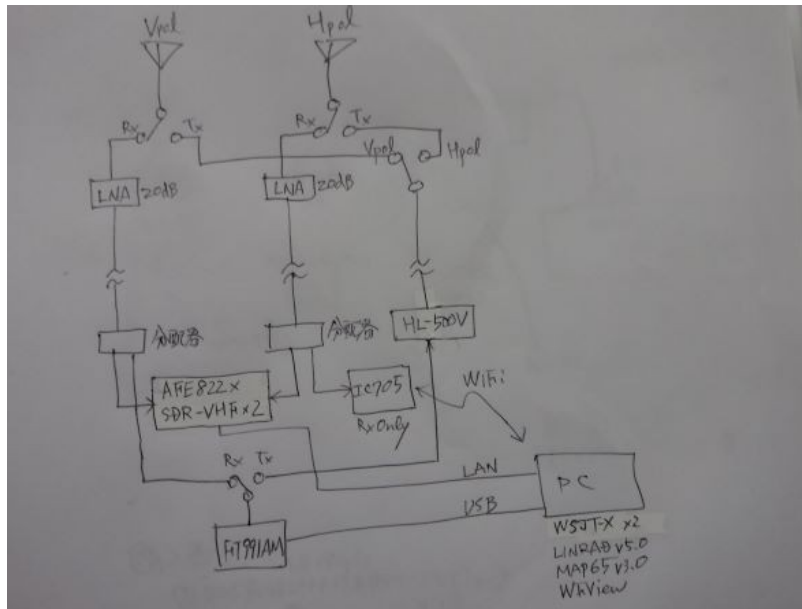 Vpol
Hpol
Rx
Tx
Rx
Tx
Vpol
Hpol
LNA
20dB
LNA
20dB
分配器
分配器
HL-500V
AFE822x
SDR-VHF x2
IC705
Rx Only
WiFi
Rx
Tx
LAN
PC
USB
FT991AM
WSJT-X x2
LINRAD v5.0
MAP65 v3.0
WfView